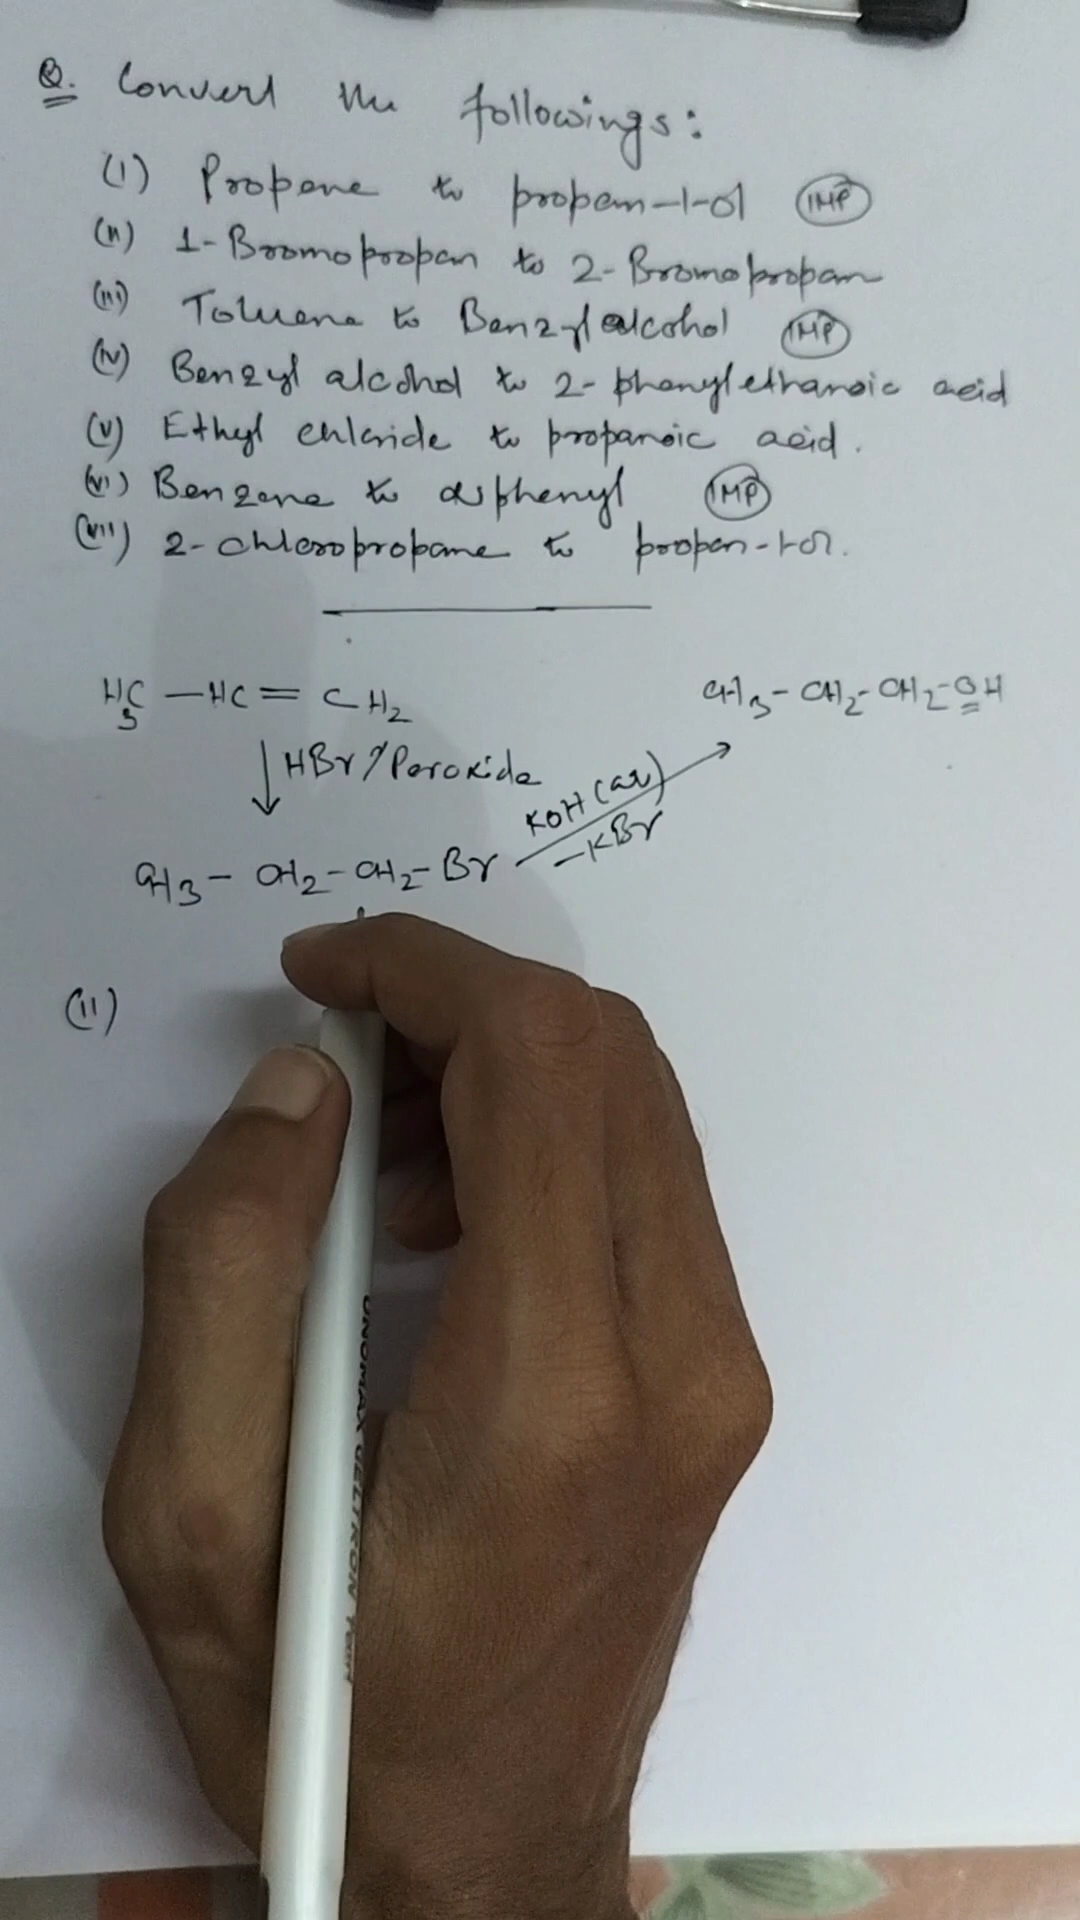 Q. Convert the followings:
(i) Propene to propan-1-ol (IMP)
(ii) 1-Bromopropan to 2-Bromopropan
(iii) Toluene to Benzyl alcohol (IMP)
(iv) Benzyl alcohol to 2-phenylethanoic acid
(v) Ethyl chloride to propanoic acid.
(vi) Benzene to diphenyl (IMP)
(vii) 2-chloropropane to propan-1-ol.
H₃C—HC=CH₂
CH₃-CH₂-CH₂-OH
HBr/Peroxide
KOH(aq)
-KBr
CH₃-CH₂-CH₂-Br
(ii)